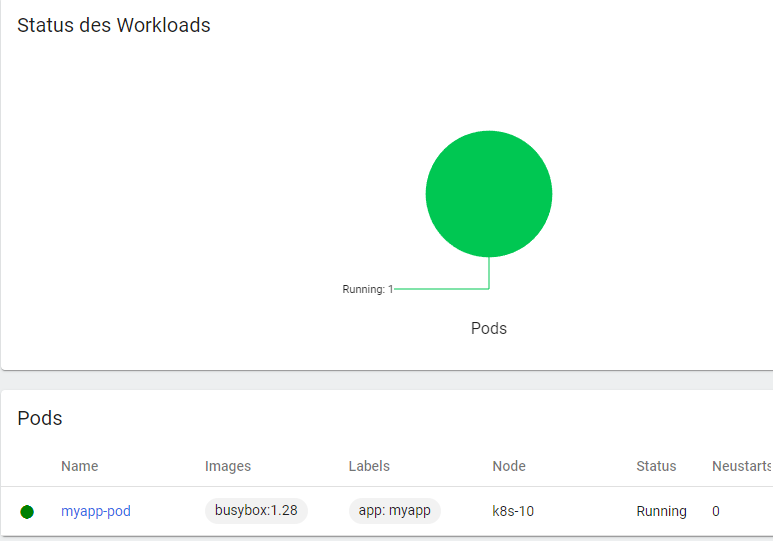 Status des Workloads
Running: 1
Pods
Pods
Name Images Labels Node Status Neustarts
myapp-pod busybox:1.28 app: myapp k8s-10 Running 0